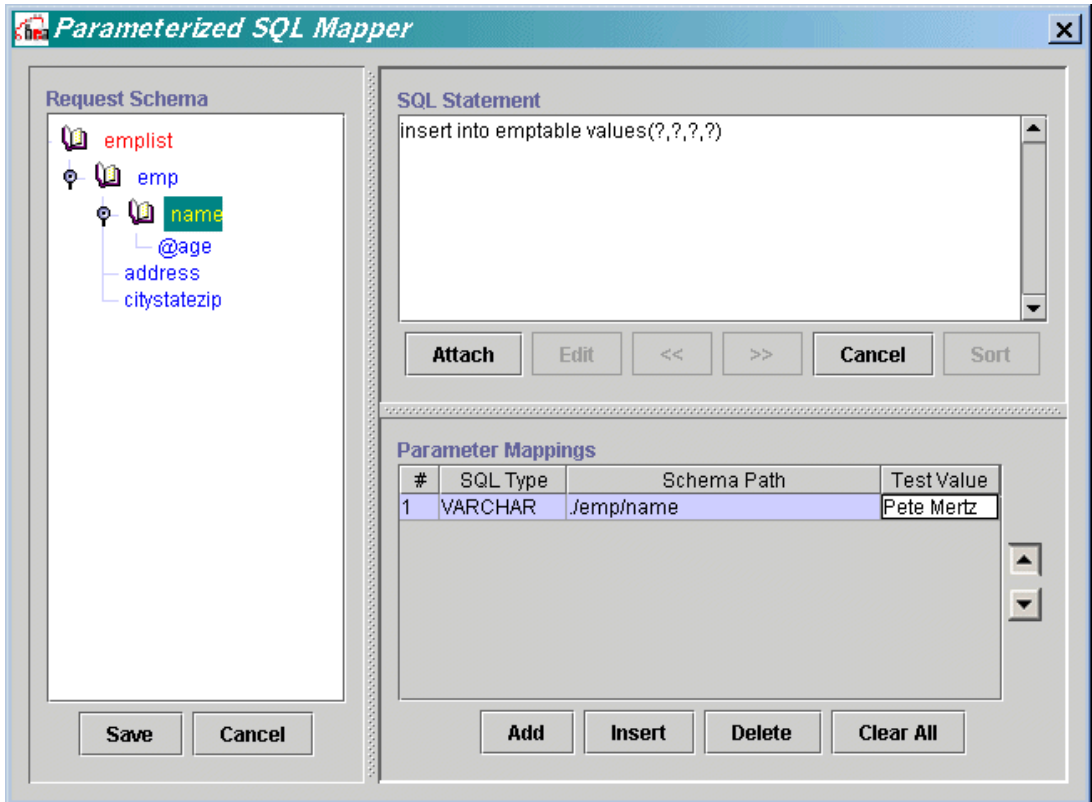 Parameterized SQL Mapper
Request Schema
emplist
emp
name
@age
address
citystatezip
Save Cancel
SQL Statement
insert into emptable values(?,?,?,?)
Attach Edit << >> Cancel Sort
Parameter Mappings
# SQL Type Schema Path Test Value
1 VARCHAR ./emp/name Pete Mertz
Add Insert Delete Clear All